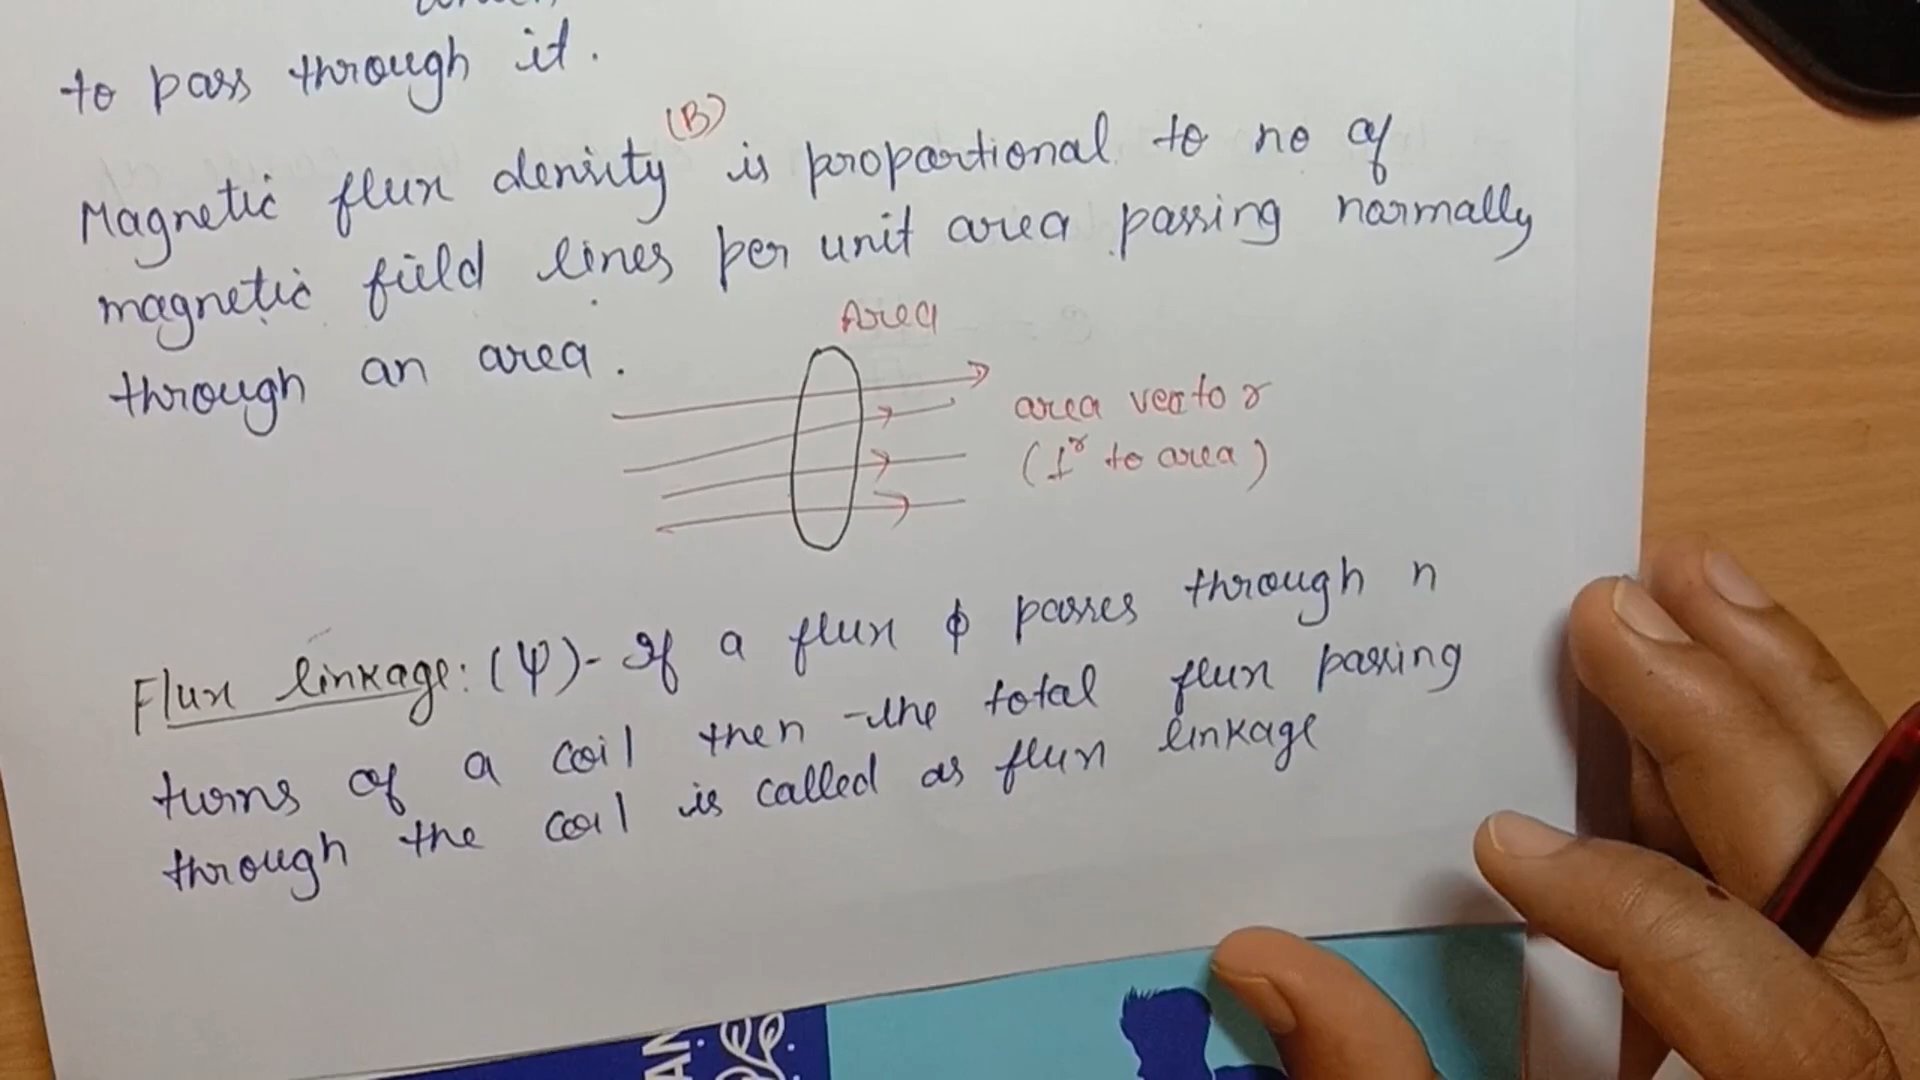 to pass through it.
(B)
Magnetic flux density is proportional to no of
magnetic field lines per unit area passing normally
through an area.
Area
area vector
(⊥r to area)
Flux linkage: (ψ)- If a flux ϕ passes through n
turns of a coil then the total flux passing
through the coil is called as flux linkage
AN